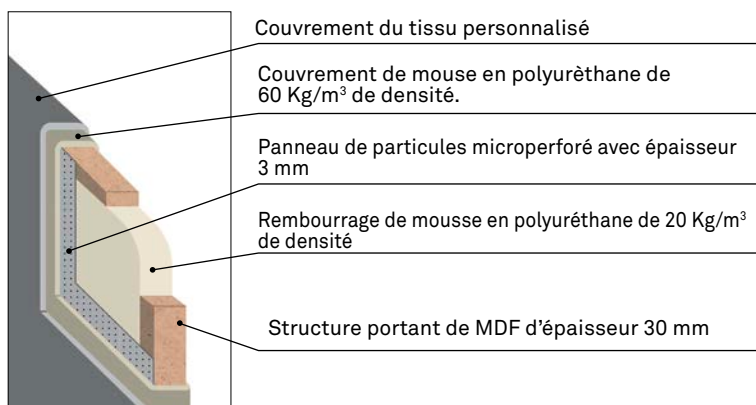 Couvrement du tissu personnalisé
Couvrement de mouse en polyurèthane de
60 Kg/m³ de densité.
Panneau de particules microperforé avec épaisseur
3 mm
Rembourrage de mousse en polyuréthane de 20 Kg/m³
de densité
Structure portant de MDF d’épaisseur 30 mm